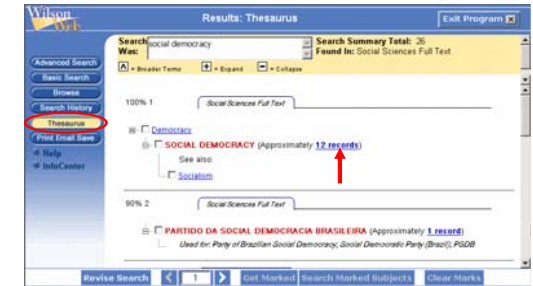 Wilson
Web
Results: Thesaurus
Exit Program
Search Was:
social democracy
Search Summary Total: 26
Found In: Social Sciences Full Text
A = Broader Terms + = Expand - = Collapse
Advanced Search
Basic Search
Browse
Search History
Thesaurus
Print Email Save
Help
InfoCenter
100% 1
Social Sciences Full Text
Democracy
SOCIAL DEMOCRACY (Approximately 12 records)
See also:
Socialism
90% 2
Social Sciences Full Text
PARTIDO DA SOCIAL DEMOCRACIA BRASILEIRA (Approximately 1 record)
Used for: Party of Brazilian Social Democracy, Social Democratic Party (Brazil), PSDB
Revise Search
1
Get Marked
Search Marked Subjects
Clear Marks